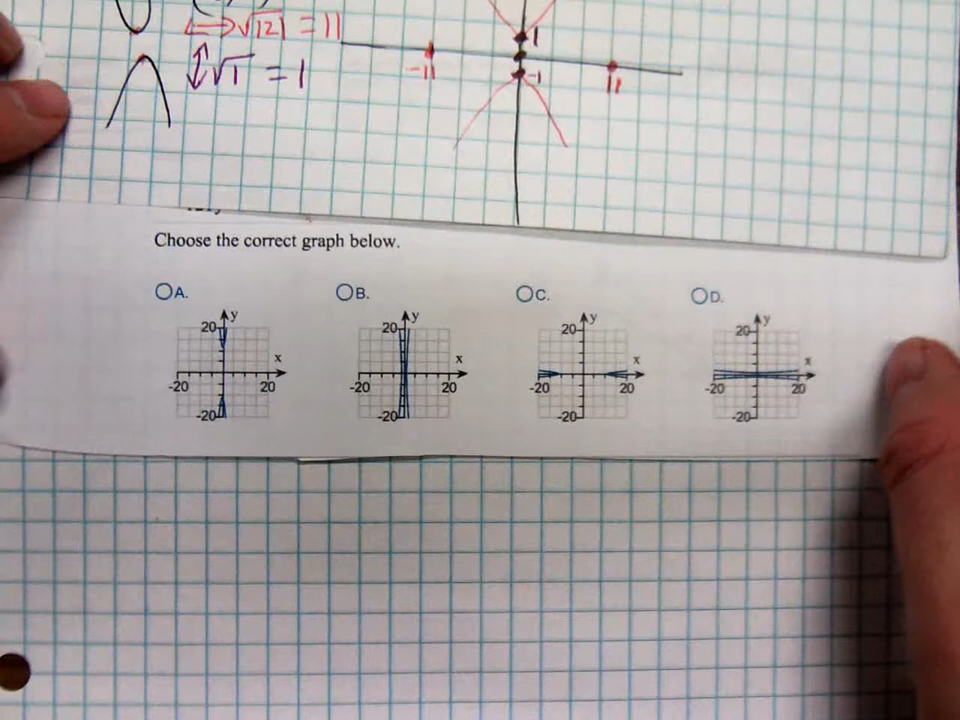 √121 = 11
√1 = 1
1
-11
-1
11
Choose the correct graph below.
A. B. C. D.
20 y 20 y 20 y 20 y
x x x x
-20 20 -20 20 -20 20 -20 20
-20 -20 -20 -20